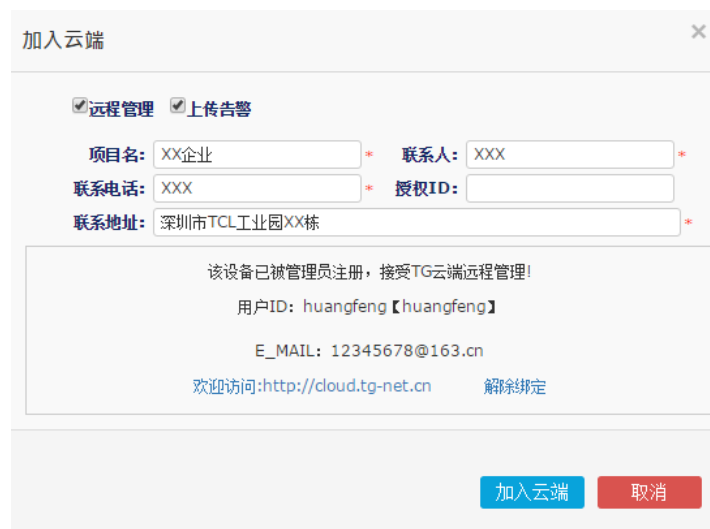 加入云端 ×
远程管理 上传告警
项目名: XX企业 * 联系人: XXX *
联系电话: XXX * 授权ID:
联系地址: 深圳市TCL工业园XX栋 *
该设备已被管理员注册，接受TG云端远程管理!
用户ID: huangfeng【huangfeng】
E_MAIL: 12345678@163.cn
欢迎访问:http://cloud.tg-net.cn 解除绑定
加入云端 取消